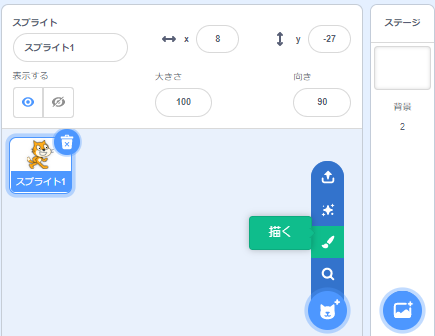 スプライト
スプライト1
x
8
y
-27
表示する
大きさ
100
向き
90
スプライト1
描く
ステージ
背景
2